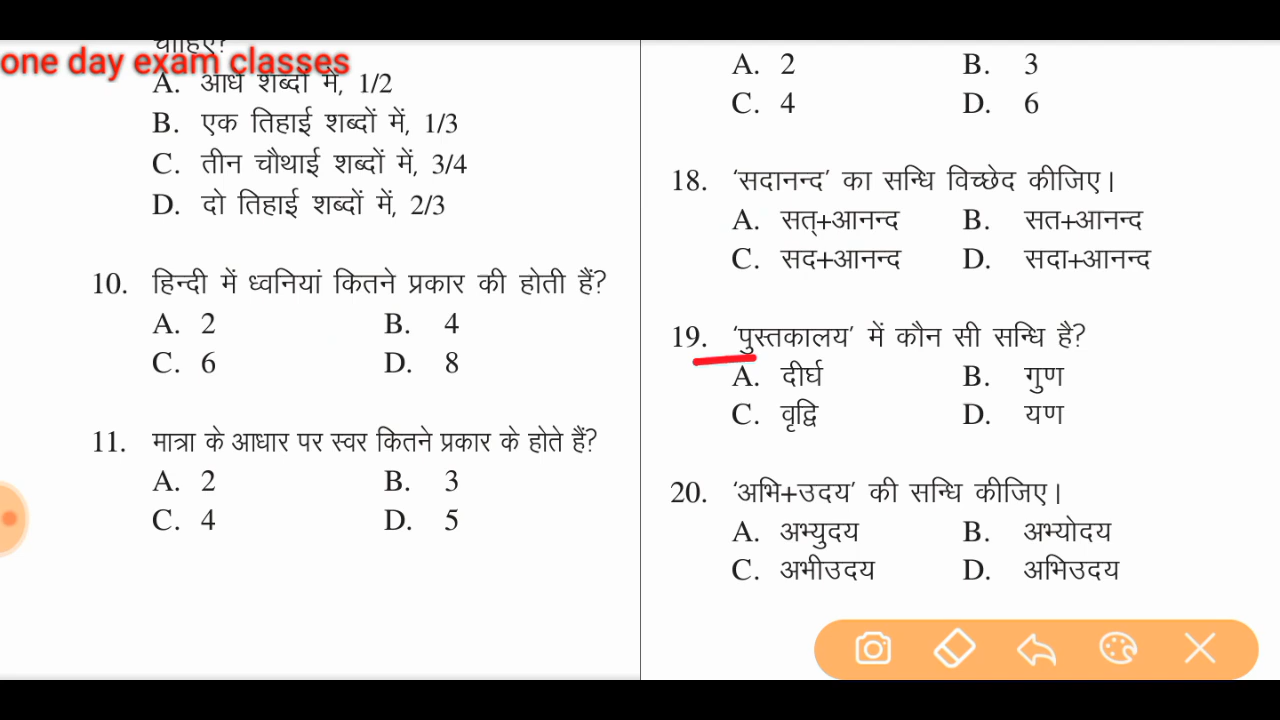 चाहिए?
one day exam classes
A. आधे शब्दों में, 1/2
B. एक तिहाई शब्दों में, 1/3
C. तीन चौथाई शब्दों में, 3/4
D. दो तिहाई शब्दों में, 2/3
10. हिन्दी में ध्वनियां कितने प्रकार की होती हैं?
A. 2 B. 4
C. 6 D. 8
11. मात्रा के आधार पर स्वर कितने प्रकार के होते हैं?
A. 2 B. 3
C. 4 D. 5
A. 2 B. 3
C. 4 D. 6
18. ‘सदानन्द’ का सन्धि विच्छेद कीजिए।
A. सत्+आनन्द B. सत+आनन्द
C. सद+आनन्द D. सदा+आनन्द
19. ‘पुस्तकालय’ में कौन सी सन्धि है?
A. दीर्घ B. गुण
C. वृद्वि D. यण
20. ‘अभि+उदय’ की सन्धि कीजिए।
A. अभ्युदय B. अभ्योदय
C. अभीउदय D. अभिउदय